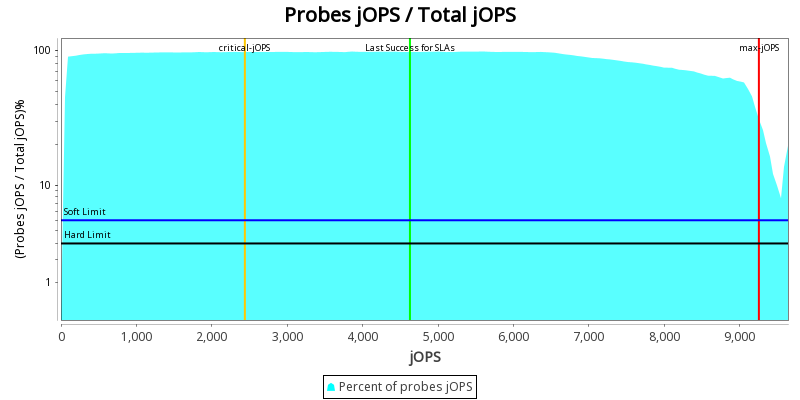 Probes jOPS / Total jOPS
(Probes jOPS / Total jOPS)%
100
10
1
critical-jOPS
Last Success for SLAs
max-jOPS
Soft Limit
Hard Limit
0
1,000
2,000
3,000
4,000
5,000
6,000
7,000
8,000
9,000
jOPS
Percent of probes jOPS